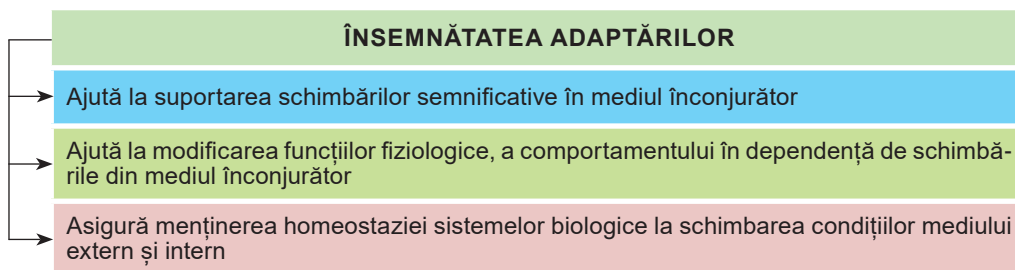 ÎNSEMNĂTATEA ADAPTĂRILOR
Ajută la suportarea schimbărilor semnificative în mediul înconjurător
Ajută la modificarea funcțiilor fiziologice, a comportamentului în dependență de schimbă-
rile din mediul înconjurător
Asigură menținerea homeostaziei sistemelor biologice la schimbarea condițiilor mediului
extern și intern